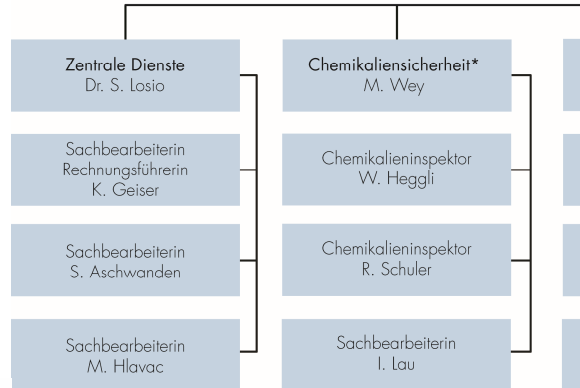 Zentrale Dienste
Dr. S. Losio
Sachbearbeiterin
Rechnungsführerin
K. Geiser
Sachbearbeiterin
S. Aschwanden
Sachbearbeiterin
M. Hlavac
Chemikaliensicherheit*
M. Wey
Chemikalieninspektor
W. Heggli
Chemikalieninspektor
R. Schuler
Sachbearbeiterin
I. Lau